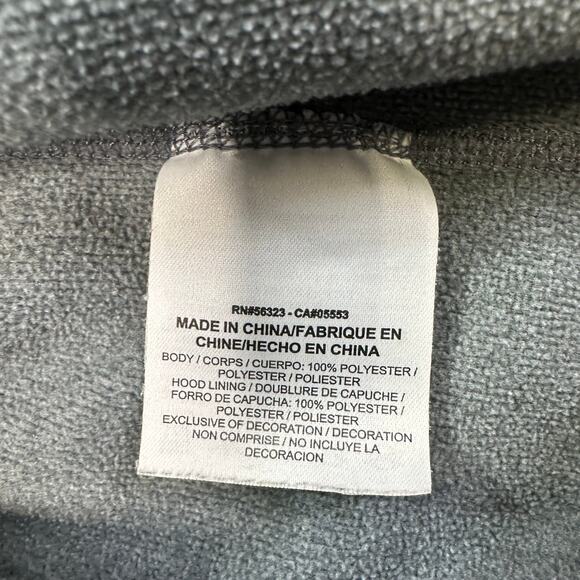 RN#56323 - CA#05553
MADE IN CHINA/FABRIQUE EN
CHINE/HECHO EN CHINA
BODY / CORPS / CUERPO: 100% POLYESTER /
POLYESTER / POLIESTER
HOOD LINING / DOUBLURE DE CAPUCHE /
FORRO DE CAPUCHA: 100% POLYESTER /
POLYESTER / POLIESTER
EXCLUSIVE OF DECORATION / DECORATION
NON COMPRISE / NO INCLUYE LA
DECORACION